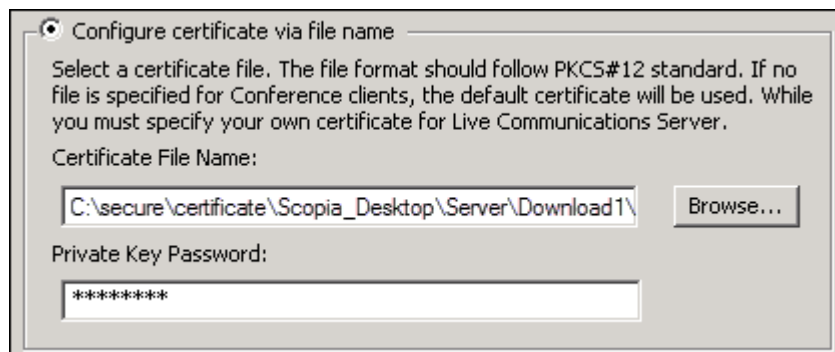 Configure certificate via file name
Select a certificate file. The file format should follow PKCS#12 standard. If no
file is specified for Conference clients, the default certificate will be used. While
you must specify your own certificate for Live Communications Server.
Certificate File Name:
C:\secure\certificate\Scopia_Desktop\Server\Download1\
Browse...
Private Key Password:
********